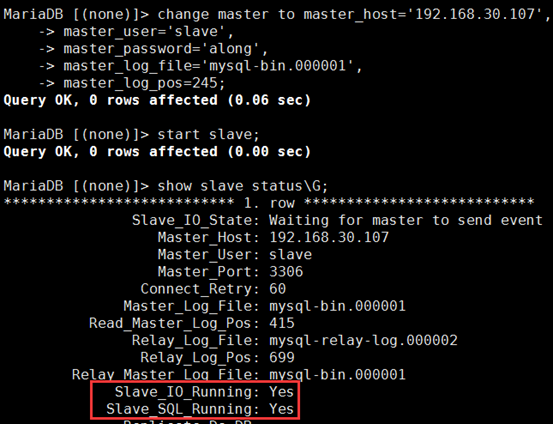 MariaDB [(none)]> change master to master_host='192.168.30.107',
-> master_user='slave',
-> master_password='along',
-> master_log_file='mysql-bin.000001',
-> master_log_pos=245;
Query OK, 0 rows affected (0.06 sec)
MariaDB [(none)]> start slave;
Query OK, 0 rows affected (0.00 sec)
MariaDB [(none)]> show slave status\G;
*************************** 1. row ***************************
Slave_IO_State: Waiting for master to send event
Master_Host: 192.168.30.107
Master_User: slave
Master_Port: 3306
Connect_Retry: 60
Master_Log_File: mysql-bin.000001
Read_Master_Log_Pos: 415
Relay_Log_File: mysql-relay-log.000002
Relay_Log_Pos: 699
Relay_Master_Log_File: mysql-bin.000001
Slave_IO_Running: Yes
Slave_SQL_Running: Yes